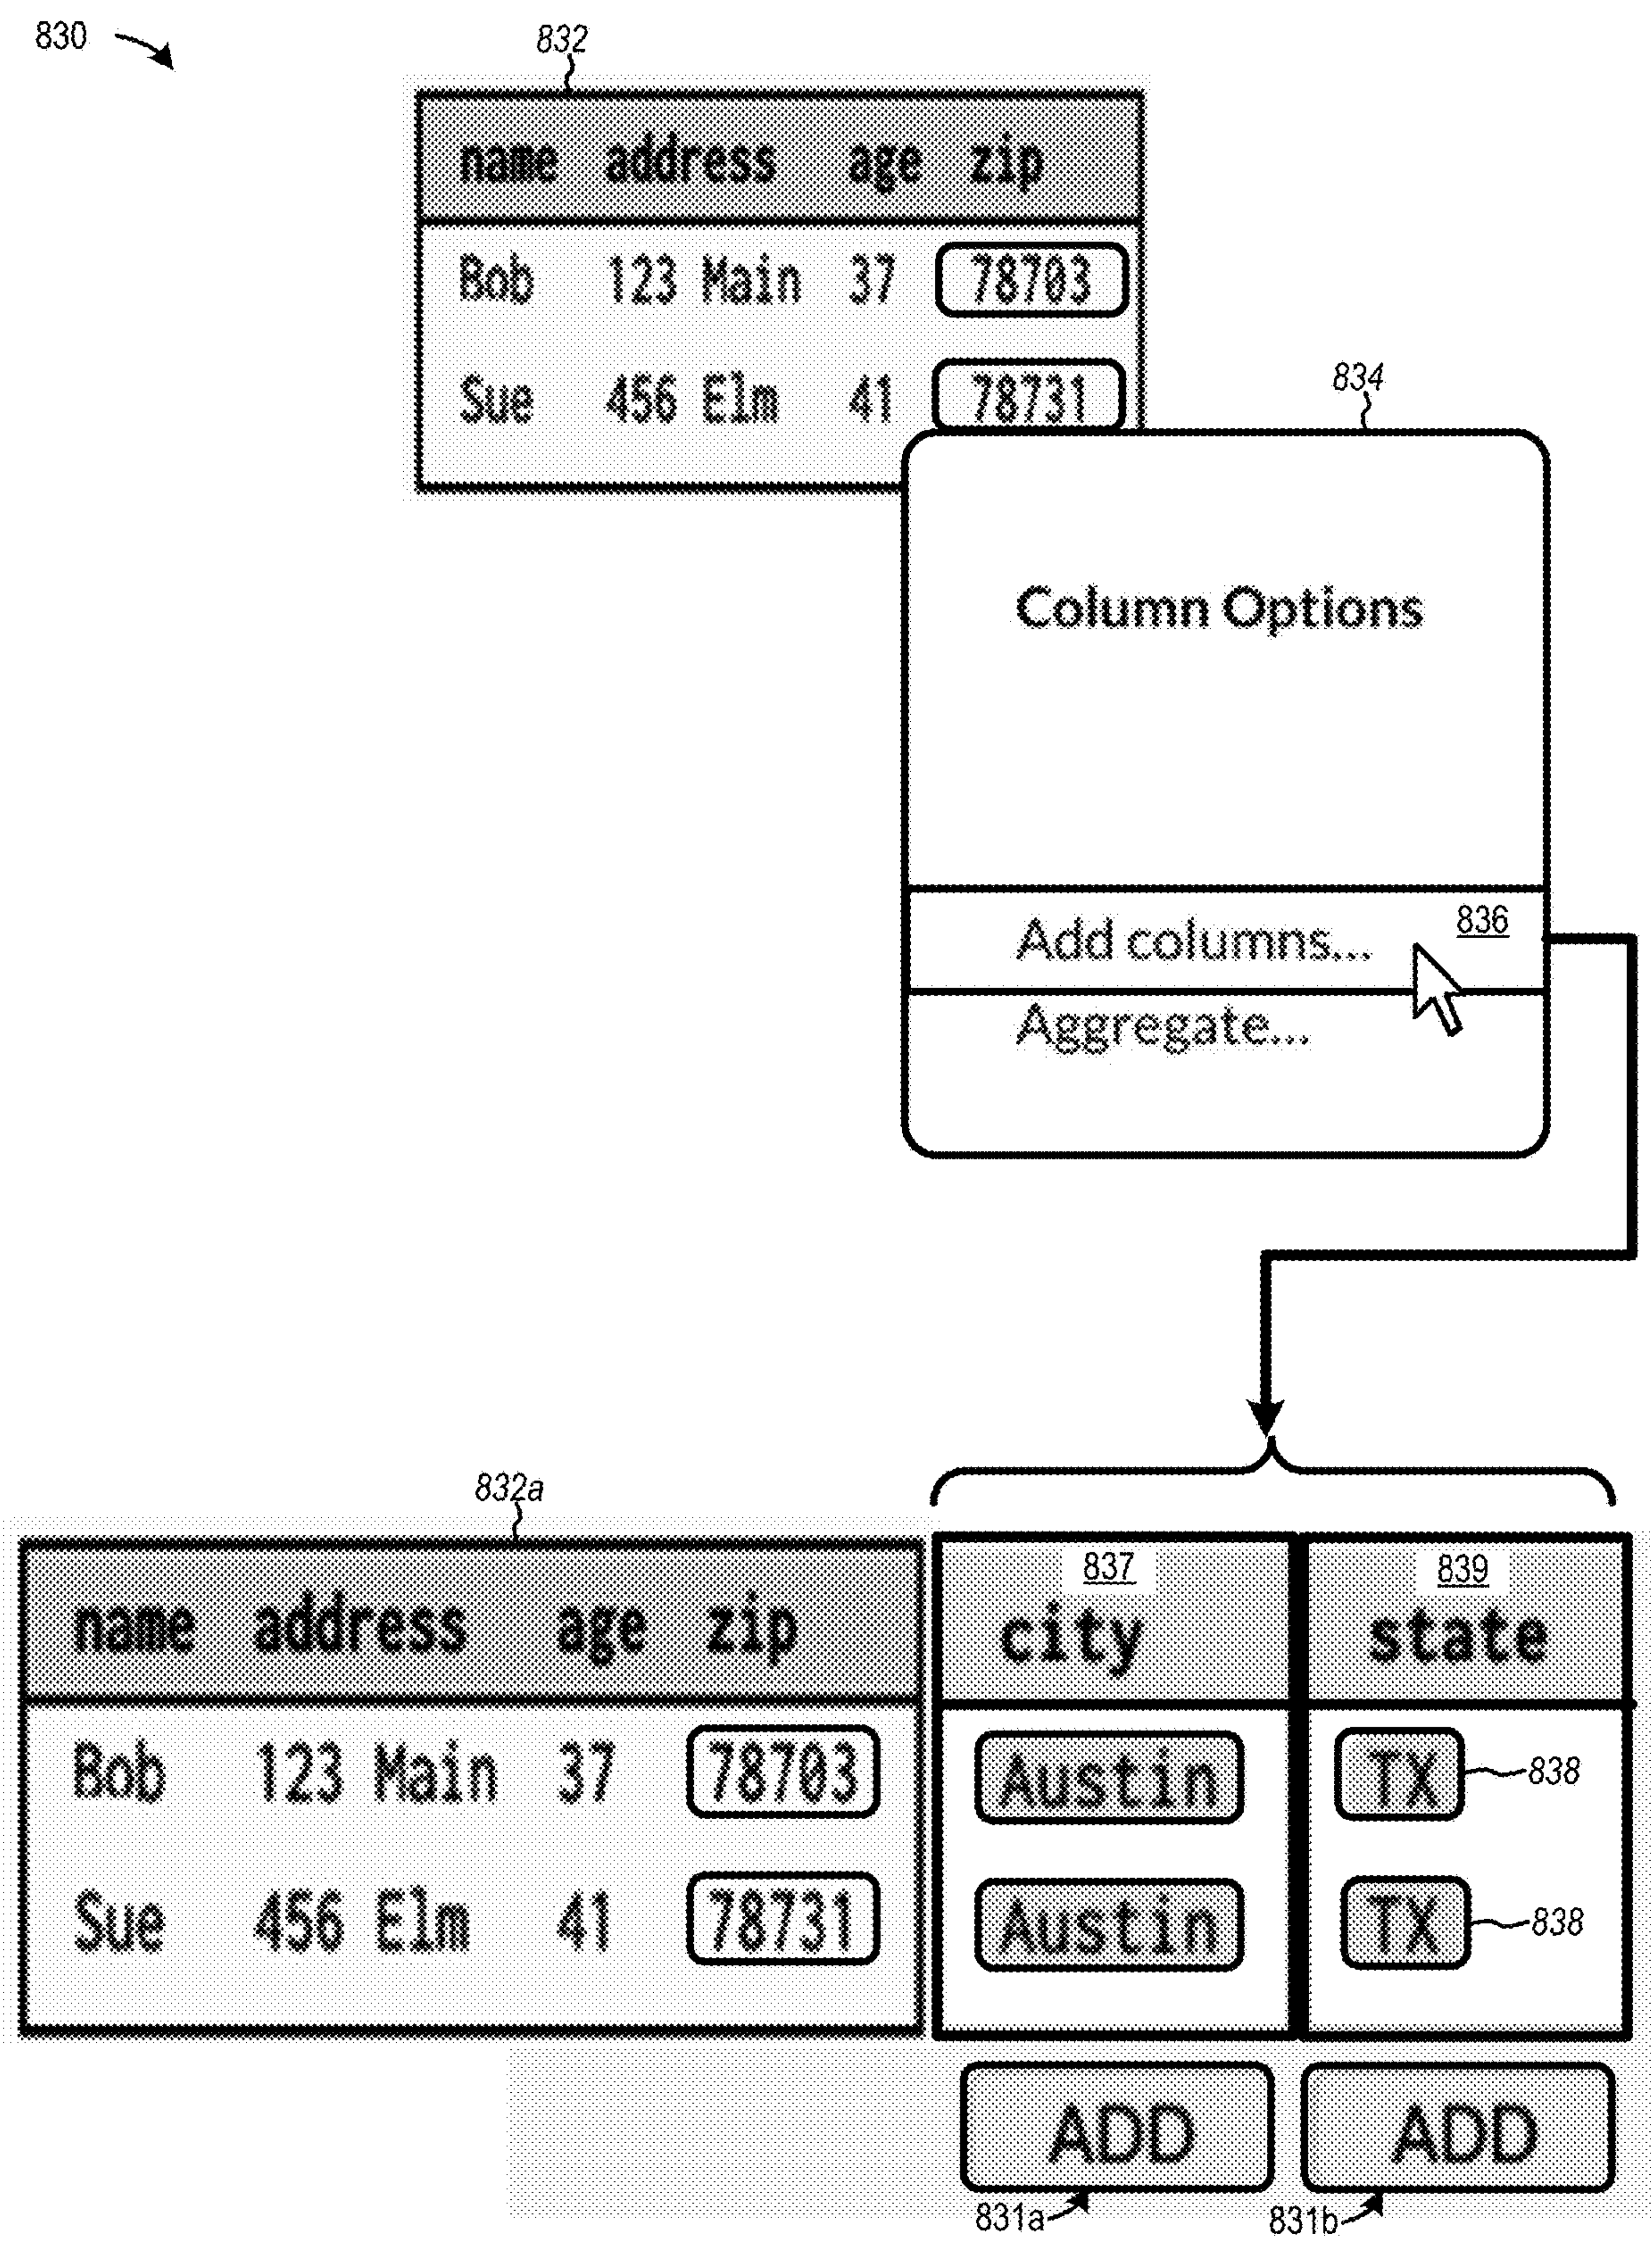 830
832
name address age zip
Bob 123 Main 37 78703
Sue 456 Elm 41 78731
834
Column Options
Add columns... 836
Aggregate...
832a
837 839
name address age zip city state
Bob 123 Main 37 78703 Austin TX 838
Sue 456 Elm 41 78731 Austin TX 838
ADD ADD
831a 831b